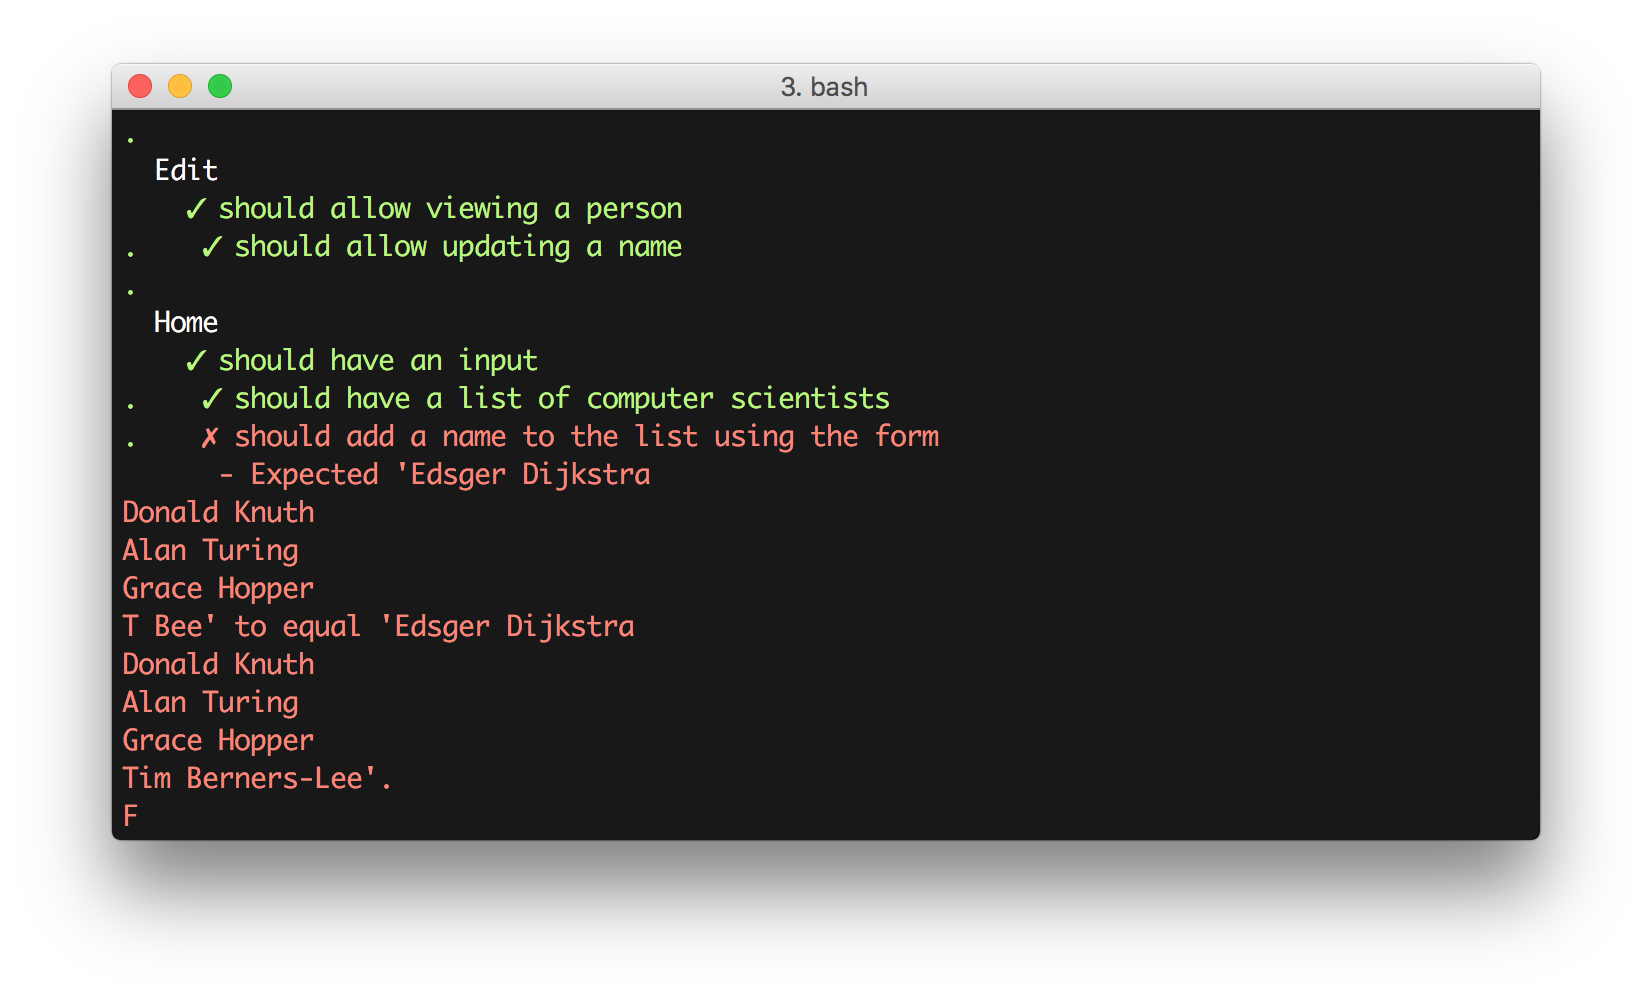 3. bash
.
Edit
✓ should allow viewing a person
. ✓ should allow updating a name
.
Home
✓ should have an input
. ✓ should have a list of computer scientists
. ✗ should add a name to the list using the form
- Expected 'Edsger Dijkstra
Donald Knuth
Alan Turing
Grace Hopper
T Bee' to equal 'Edsger Dijkstra
Donald Knuth
Alan Turing
Grace Hopper
Tim Berners-Lee'.
F